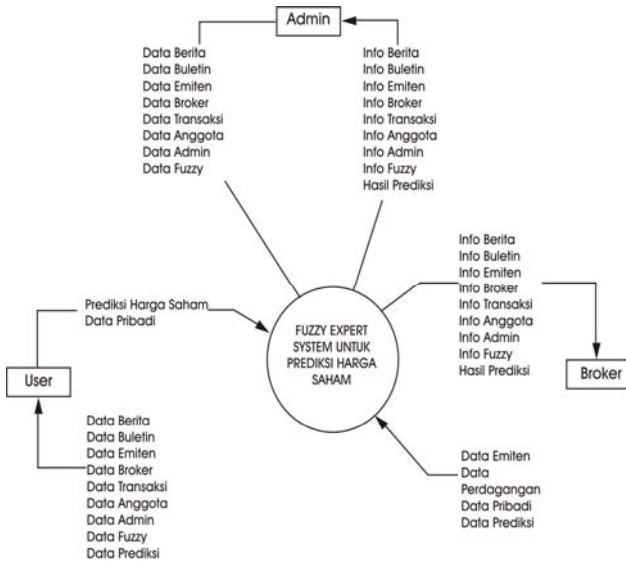 Admin
Data Berita
Data Buletin
Data Emiten
Data Broker
Data Transaksi
Data Anggota
Data Admin
Data Fuzzy
Info Berita
Info Buletin
Info Emiten
Info Broker
Info Transaksi
Info Anggota
Info Admin
Info Fuzzy
Hasil Prediksi
Info Berita
Info Buletin
Info Emiten
Info Broker
Info Transaksi
Info Anggota
Info Admin
Info Fuzzy
Hasil Prediksi
Prediksi Harga Saham
Data Pribadi
FUZZY EXPERT
SYSTEM UNTUK
PREDIKSI HARGA
SAHAM
User
Broker
Data Berita
Data Buletin
Data Emiten
Data Broker
Data Transaksi
Data Anggota
Data Admin
Data Fuzzy
Data Prediksi
Data Emiten
Data
Perdagangan
Data Pribadi
Data Prediksi